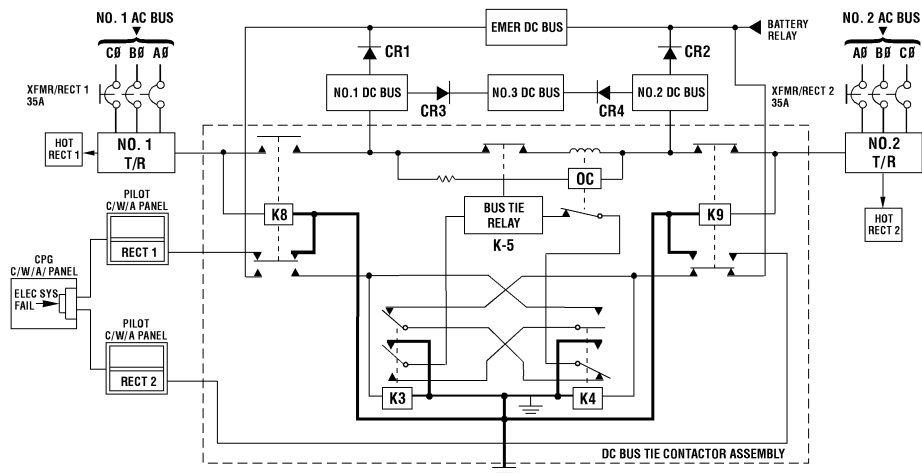 NO. 1 AC BUS
CØ BØ AØ
XFMR/RECT 1
35A
HOT
RECT 1
NO. 1
T/R
EMER DC BUS
BATTERY
RELAY
CR1
CR2
NO.1 DC BUS
NO.3 DC BUS
NO.2 DC BUS
CR3
CR4
NO. 2 AC BUS
AØ BØ CØ
XFMR/RECT 2
35A
NO.2
T/R
HOT
RECT 2
OC
K8
BUS TIE
RELAY
K-5
K9
PILOT
C/W/A PANEL
RECT 1
CPG
C/W/A/ PANEL
ELEC SYS
FAIL
PILOT
C/W/A PANEL
RECT 2
K3
K4
DC BUS TIE CONTACTOR ASSEMBLY